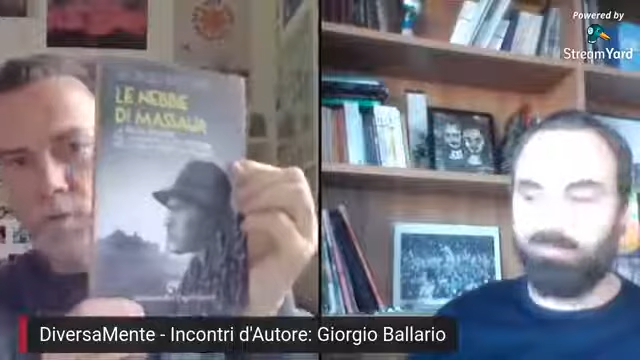 Powered by
StreamYard
LE NEBBIE
DI MASSAUA
DiversaMente - Incontri d'Autore: Giorgio Ballario